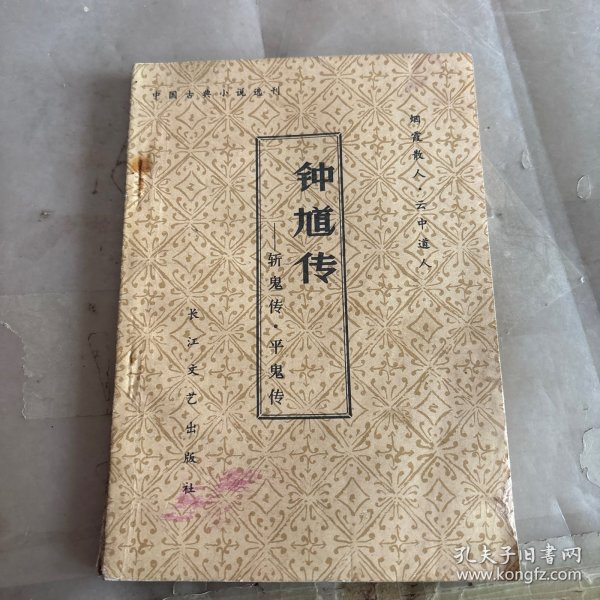 中国古典小说选刊
烟霞散人·云中道人
钟馗传
——斩鬼传·平鬼传
长江文艺出版社
孔夫子旧书网
www.kongfz.com